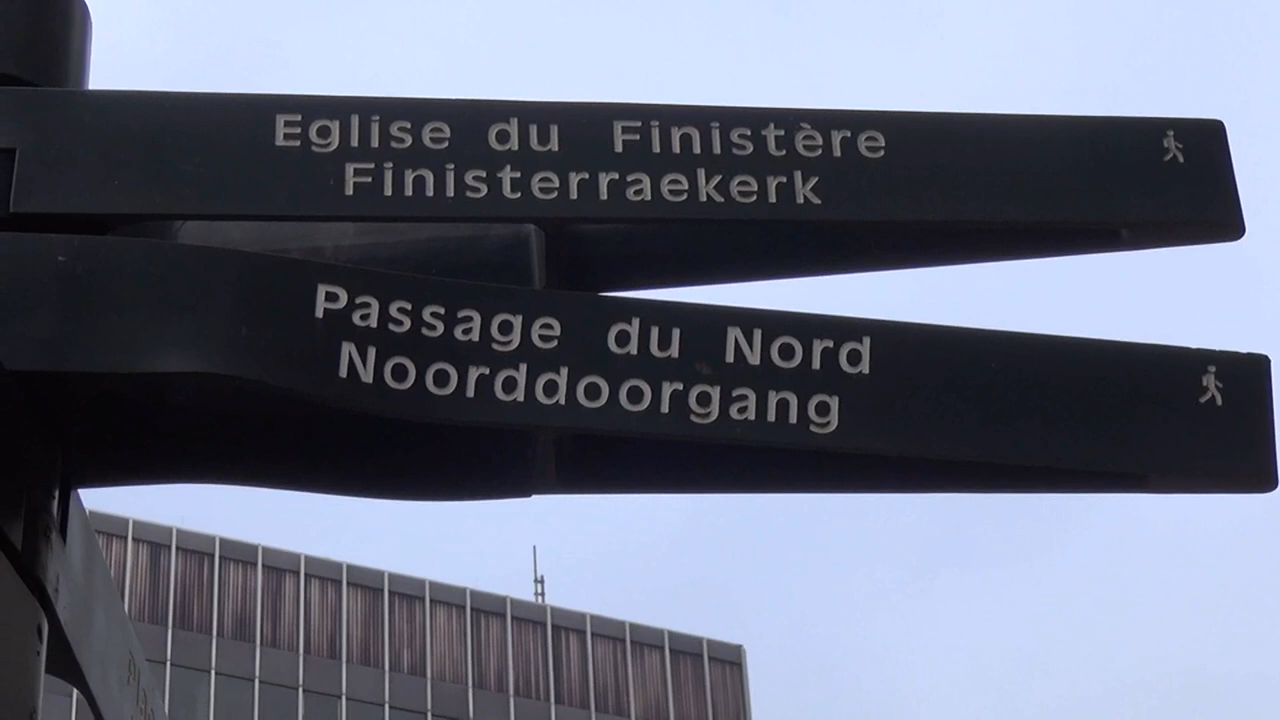 Eglise du Finistère
Finisterraekerk
Passage du Nord
Noorddoorgang